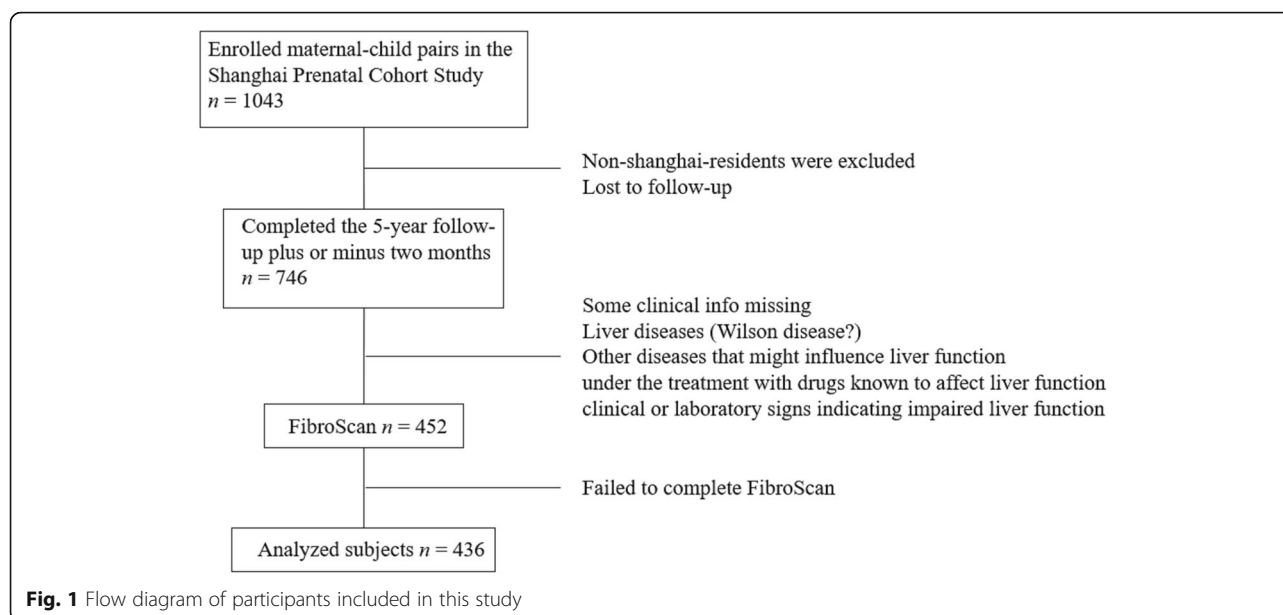 Enrolled maternal-child pairs in the
Shanghai Prenatal Cohort Study
n = 1043
Non-shanghai-residents were excluded
Lost to follow-up
Completed the 5-year follow-
up plus or minus two months
n = 746
Some clinical info missing
Liver diseases (Wilson disease?)
Other diseases that might influence liver function
under the treatment with drugs known to affect liver function
clinical or laboratory signs indicating impaired liver function
FibroScan n = 452
Failed to complete FibroScan
Analyzed subjects n = 436
Fig. 1 Flow diagram of participants included in this study